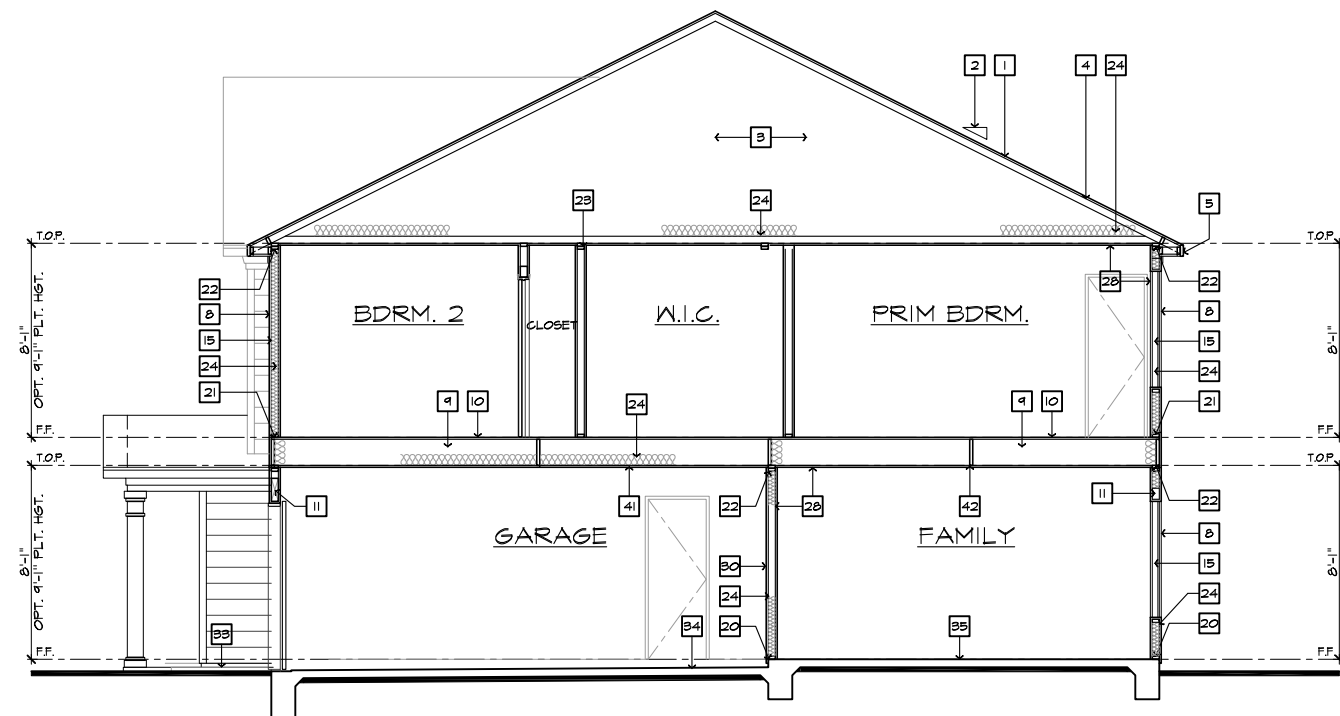 2
1
4
24
3
23
24
5
T.O.P.
T.O.P.
22
28
22
8
BDRM. 2
CLOSET
W.I.C.
PRIM BDRM.
8
8'-1"
OPT. 9'-1" PLT. HGT.
15
15
8'-1"
24
24
21
9
10
24
9
10
21
F.F.
F.F.
T.O.P.
T.O.P.
11
41
22
28
42
11
22
GARAGE
FAMILY
8
8'-1"
OPT. 9'-1" PLT. HGT.
30
15
8'-1"
24
24
33
34
20
35
20
F.F.
F.F.